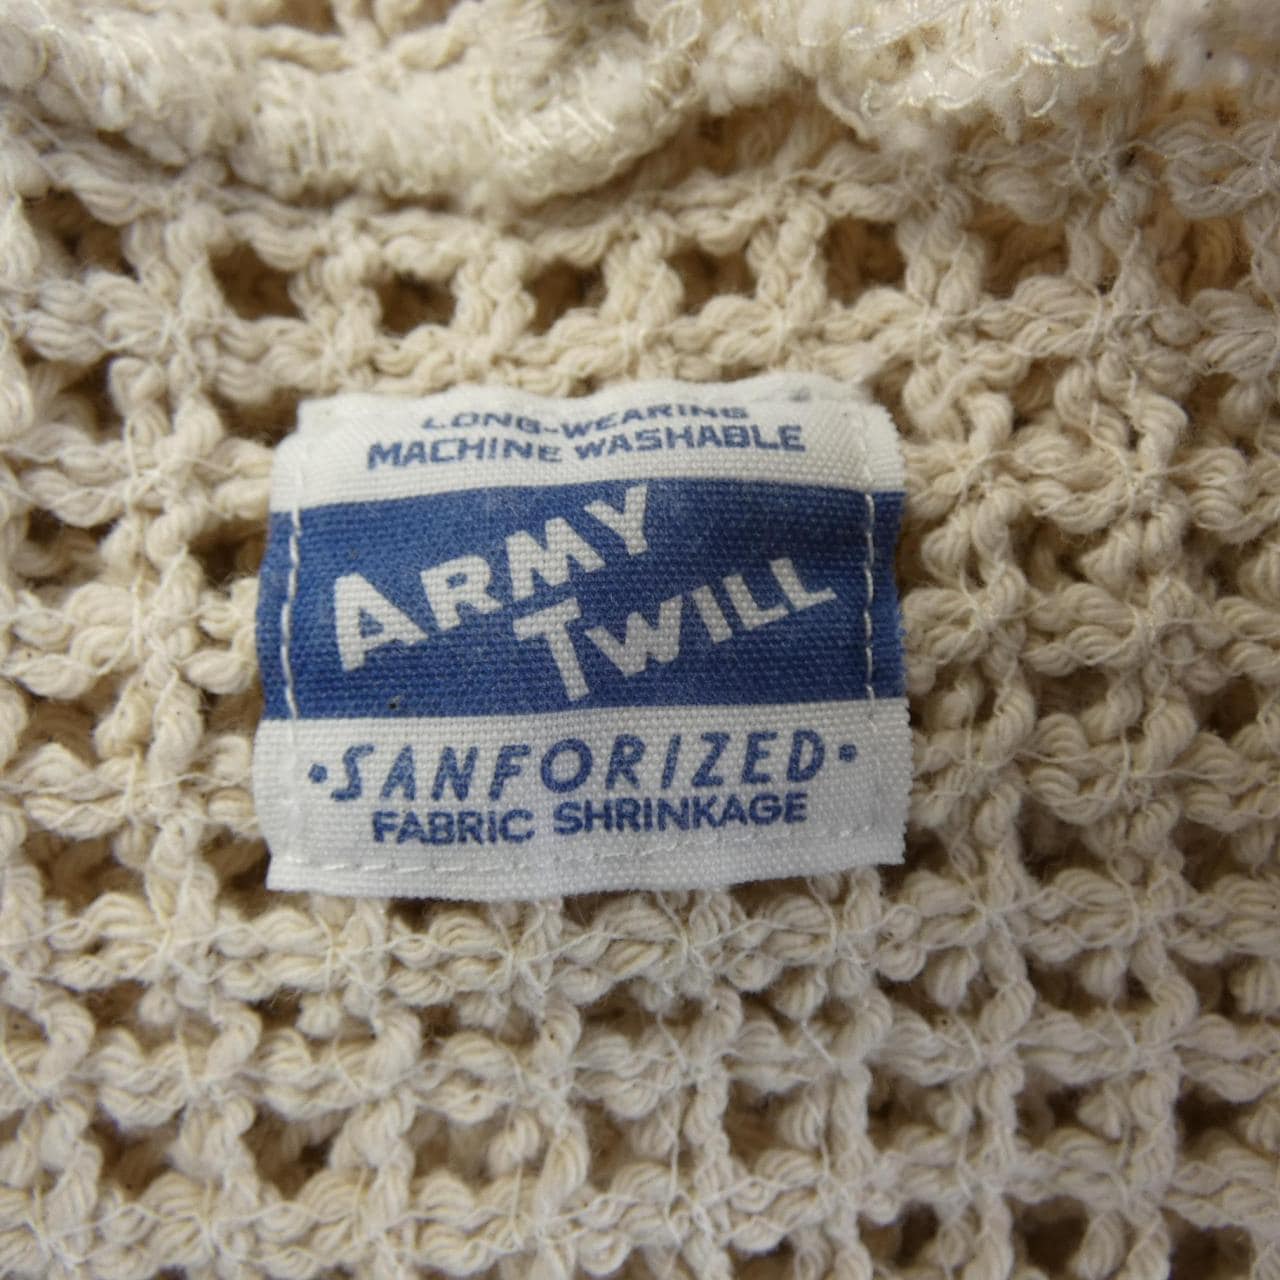 LONG-WEARING
MACHINE WASHABLE
ARMY
TWILL
•SANFORIZED•
FABRIC SHRINKAGE